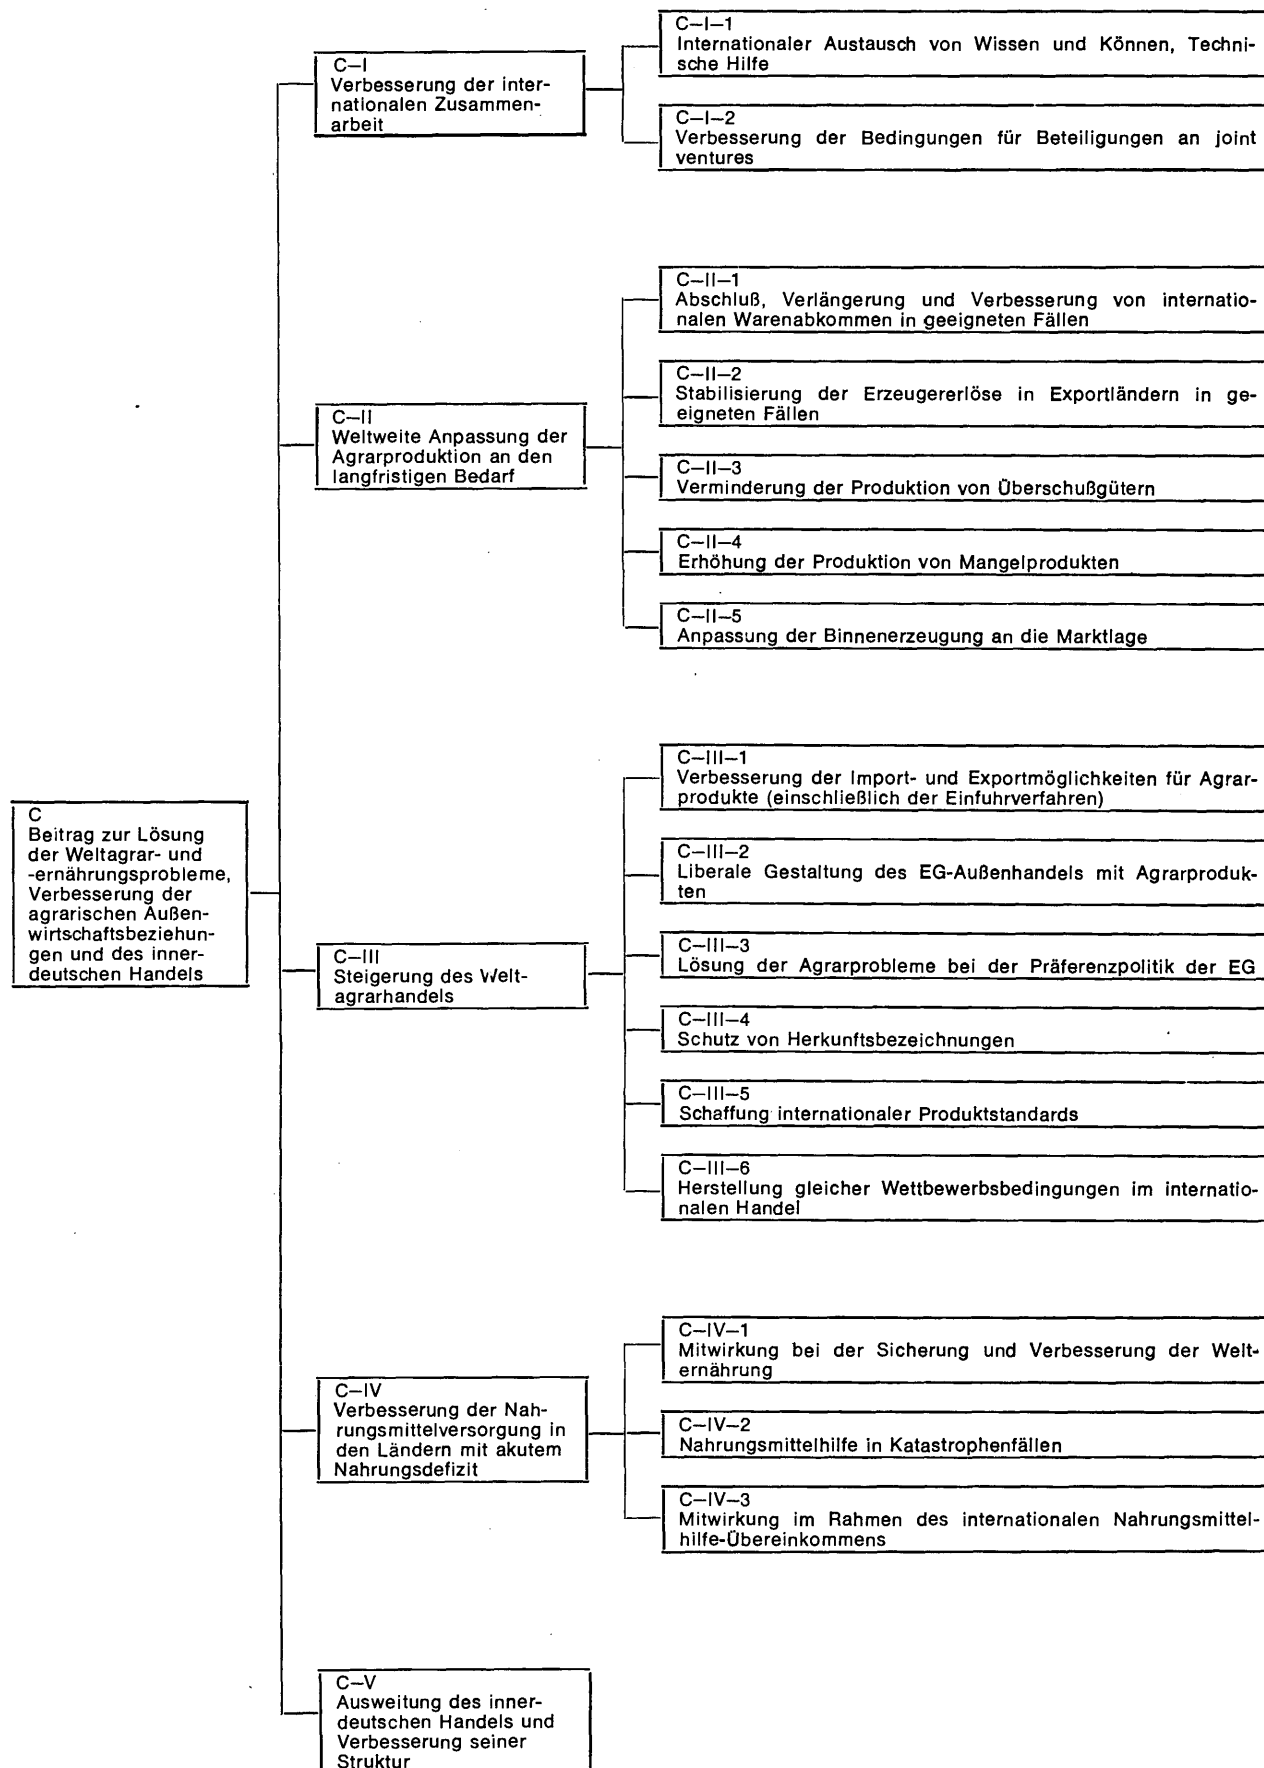 C
Beitrag zur Lösung
der Weltagrar- und
-ernährungsprobleme,
Verbesserung der
agrarischen Außen-
wirtschaftsbeziehun-
gen und des inner-
deutschen Handels
C–I
Verbesserung der inter-
nationalen Zusammen-
arbeit
C–I–1
Internationaler Austausch von Wissen und Können, Techni-
sche Hilfe
C–I–2
Verbesserung der Bedingungen für Beteiligungen an joint
ventures
C–II
Weltweite Anpassung der
Agrarproduktion an den
langfristigen Bedarf
C–II–1
Abschluß, Verlängerung und Verbesserung von internatio-
nalen Warenabkommen in geeigneten Fällen
C–II–2
Stabilisierung der Erzeugererlöse in Exportländern in ge-
eigneten Fällen
C–II–3
Verminderung der Produktion von Überschußgütern
C–II–4
Erhöhung der Produktion von Mangelprodukten
C–II–5
Anpassung der Binnenerzeugung an die Marktlage
C–III
Steigerung des Welt-
agrarhandels
C–III–1
Verbesserung der Import- und Exportmöglichkeiten für Agrar-
produkte (einschließlich der Einfuhrverfahren)
C–III–2
Liberale Gestaltung des EG-Außenhandels mit Agrarproduk-
ten
C–III–3
Lösung der Agrarprobleme bei der Präferenzpolitik der EG
C–III–4
Schutz von Herkunftsbezeichnungen
C–III–5
Schaffung internationaler Produktstandards
C–III–6
Herstellung gleicher Wettbewerbsbedingungen im internatio-
nalen Handel
C–IV
Verbesserung der Nah-
rungsmittelversorgung in
den Ländern mit akutem
Nahrungsdefizit
C–IV–1
Mitwirkung bei der Sicherung und Verbesserung der Welt-
ernährung
C–IV–2
Nahrungsmittelhilfe in Katastrophenfällen
C–IV–3
Mitwirkung im Rahmen des internationalen Nahrungsmittel-
hilfe-Übereinkommens
C–V
Ausweitung des inner-
deutschen Handels und
Verbesserung seiner
Struktur